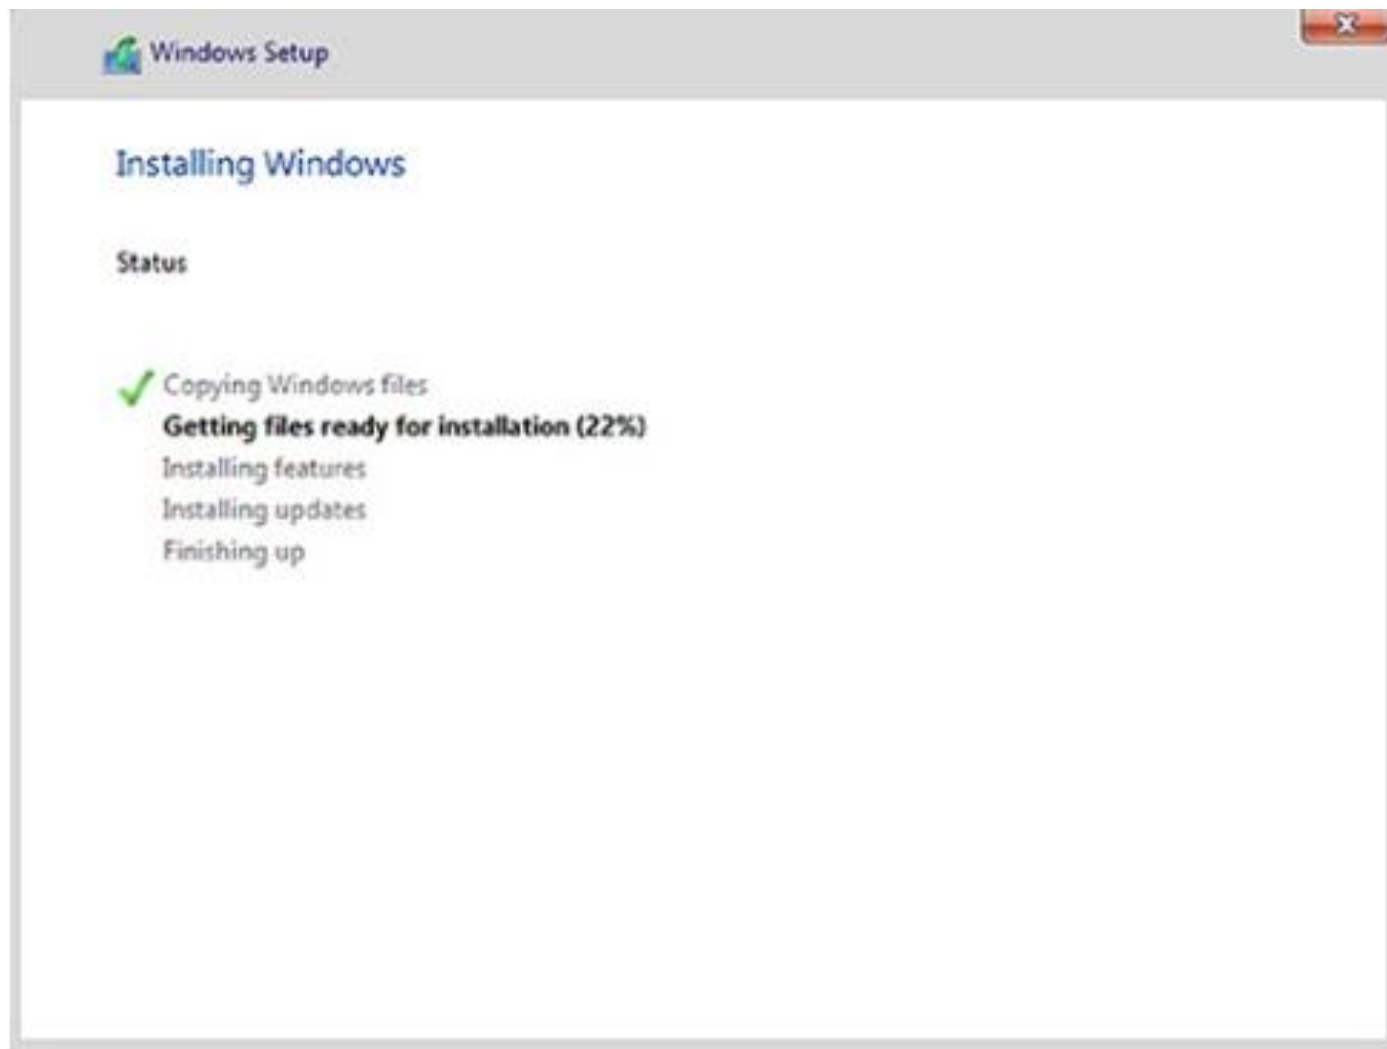 Windows Setup
Installing Windows
Status
Copying Windows files
Getting files ready for installation (22%)
Installing features
Installing updates
Finishing up